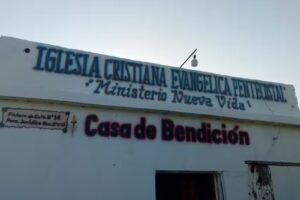 IGLESIA CRISTIANA EVANGELICA PENTECOSTAL
"Ministerio Nueva Vida"
Casa de Bendición